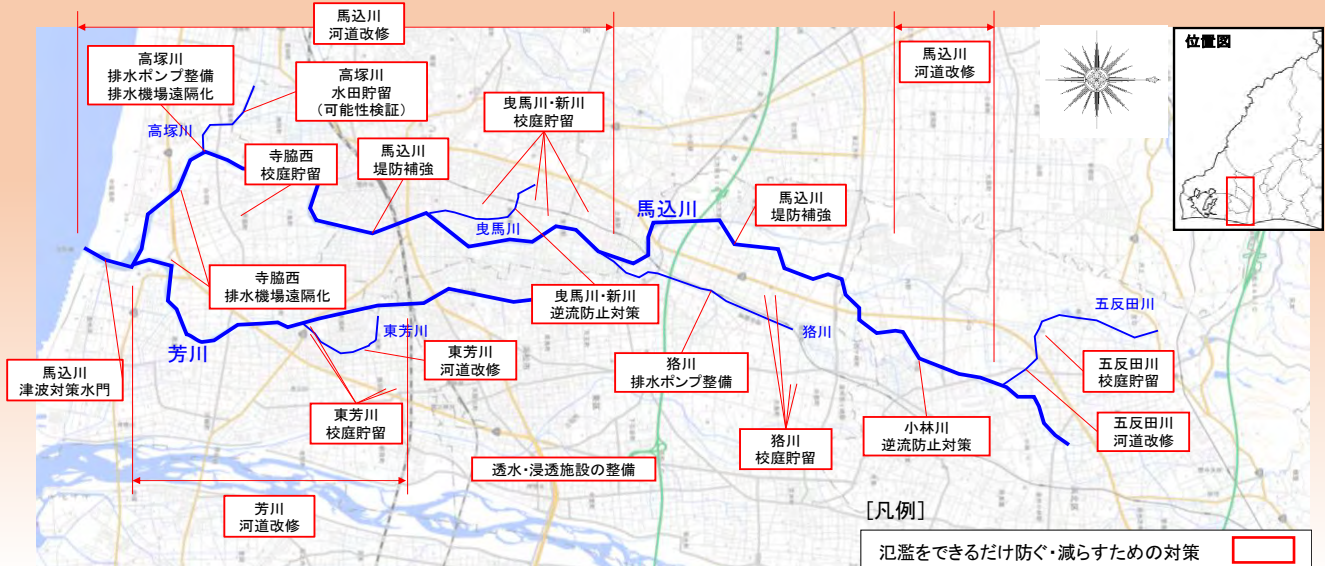 馬込川
河道改修
馬込川
河道改修
位置図
高塚川
排水ポンプ整備
排水機場遠隔化
高塚川
水田貯留
(可能性検証)
曳馬川・新川
校庭貯留
高塚川
寺脇西
校庭貯留
馬込川
堤防補強
馬込川
馬込川
堤防補強
曳馬川
寺脇西
排水機場遠隔化
曳馬川・新川
逆流防止対策
五反田川
狢川
東芳川
芳川
東芳川
河道改修
狢川
排水ポンプ整備
五反田川
校庭貯留
馬込川
津波対策水門
東芳川
校庭貯留
狢川
校庭貯留
小林川
逆流防止対策
五反田川
河道改修
透水・浸透施設の整備
芳川
河道改修
[凡例]
氾濫をできるだけ防ぐ・減らすための対策